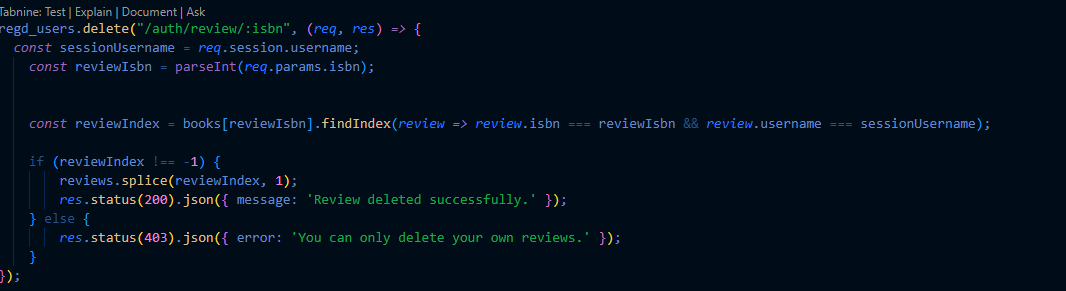 Tabnine: Test | Explain | Document | Ask
regd_users.delete("/auth/review/:isbn", (req, res) => {
  const sessionUsername = req.session.username;
    const reviewIsbn = parseInt(req.params.isbn);
    const reviewIndex = books[reviewIsbn].findIndex(review => review.isbn === reviewIsbn && review.username === sessionUsername);
    if (reviewIndex !== -1) {
        reviews.splice(reviewIndex, 1);
        res.status(200).json({ message: 'Review deleted successfully.' });
    } else {
        res.status(403).json({ error: 'You can only delete your own reviews.' });
    }
});